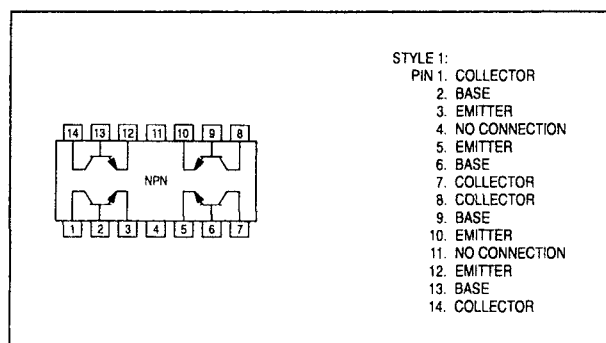 STYLE 1:
PIN 1. COLLECTOR
2. BASE
3. EMITTER
4. NO CONNECTION
5. EMITTER
6. BASE
7. COLLECTOR
8. COLLECTOR
9. BASE
10. EMITTER
11. NO CONNECTION
12. EMITTER
13. BASE
14. COLLECTOR
14 13 12 11 10 9 8
NPN
1 2 3 4 5 6 7